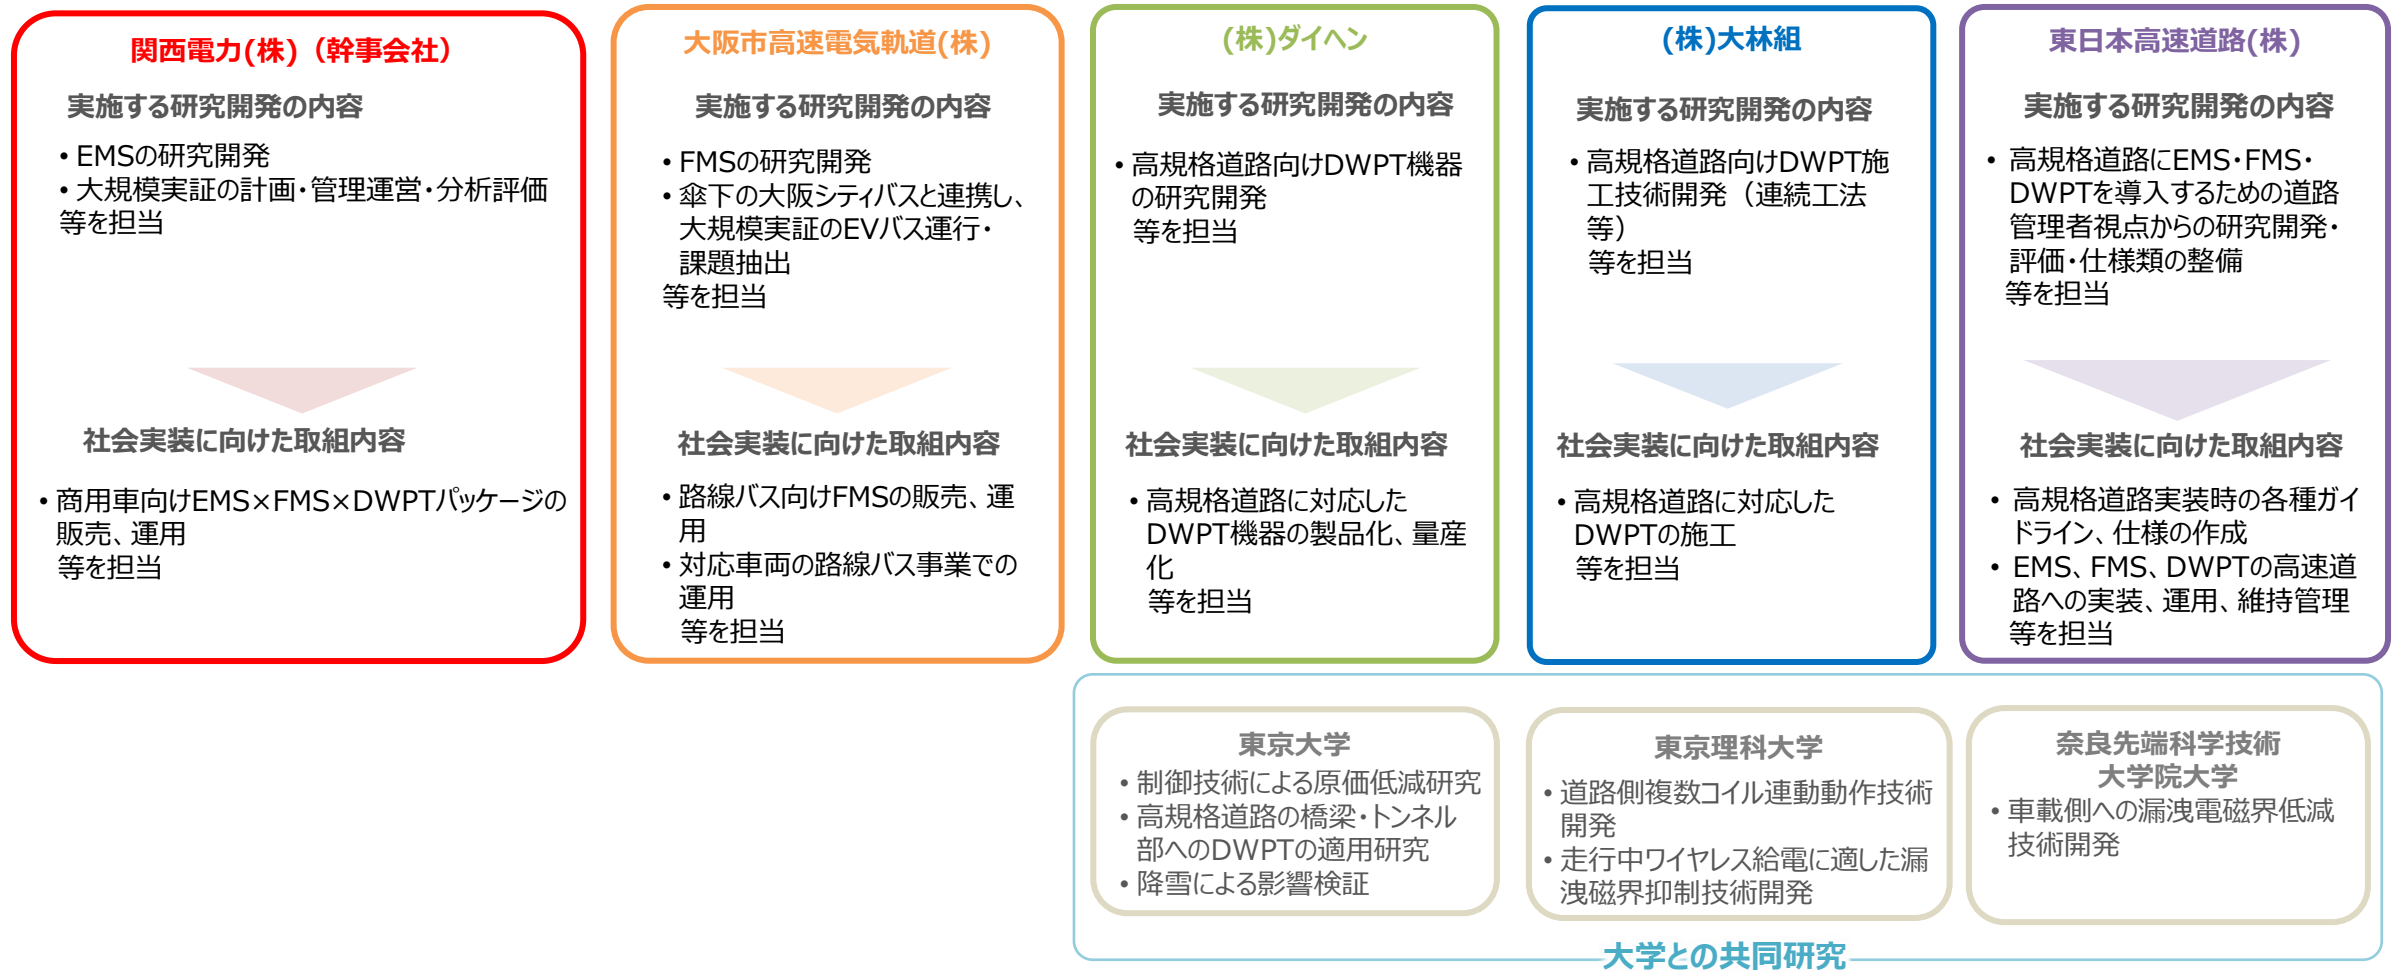 関西電力(株)（幹事会社）
実施する研究開発の内容
• EMSの研究開発
• 大規模実証の計画・管理運営・分析評価
等を担当
社会実装に向けた取組内容
• 商用車向けEMS×FMS×DWPTパッケージの
販売、運用
等を担当
大阪市高速電気軌道(株)
実施する研究開発の内容
• FMSの研究開発
• 傘下の大阪シティバスと連携し、
大規模実証のEVバス運行・
課題抽出
等を担当
社会実装に向けた取組内容
• 路線バス向けFMSの販売、運
用
• 対応車両の路線バス事業での
運用
等を担当
(株)ダイヘン
実施する研究開発の内容
• 高規格道路向けDWPT機器
の研究開発
等を担当
社会実装に向けた取組内容
• 高規格道路に対応した
DWPT機器の製品化、量産
化
等を担当
(株)大林組
実施する研究開発の内容
• 高規格道路向けDWPT施
工技術開発（連続工法
等）
等を担当
社会実装に向けた取組内容
• 高規格道路に対応した
DWPTの施工
等を担当
東日本高速道路(株)
実施する研究開発の内容
• 高規格道路にEMS・FMS・
DWPTを導入するための道路
管理者視点からの研究開発・
評価・仕様類の整備
等を担当
社会実装に向けた取組内容
• 高規格道路実装時の各種ガイ
ドライン、仕様の作成
• EMS、FMS、DWPTの高速道
路への実装、運用、維持管理
等を担当
東京大学
• 制御技術による原価低減研究
• 高規格道路の橋梁・トンネル
部へのDWPTの適用研究
• 降雪による影響検証
東京理科大学
• 道路側複数コイル連動動作技術
開発
• 走行中ワイヤレス給電に適した漏
洩磁界抑制技術開発
奈良先端科学技術
大学院大学
• 車載側への漏洩電磁界低減
技術開発
大学との共同研究